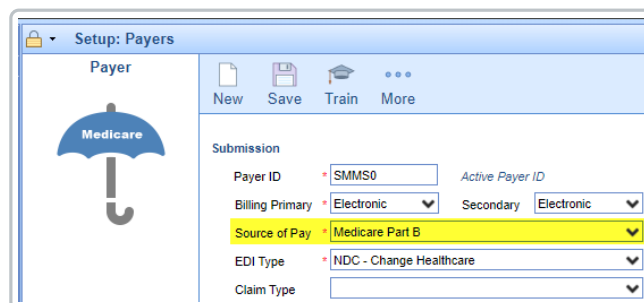 Setup: Payers
Payer
Medicare
New Save Train More
Submission
Payer ID * SMMS0 Active Payer ID
Billing Primary * Electronic Secondary Electronic
Source of Pay * Medicare Part B
EDI Type * NDC - Change Healthcare
Claim Type